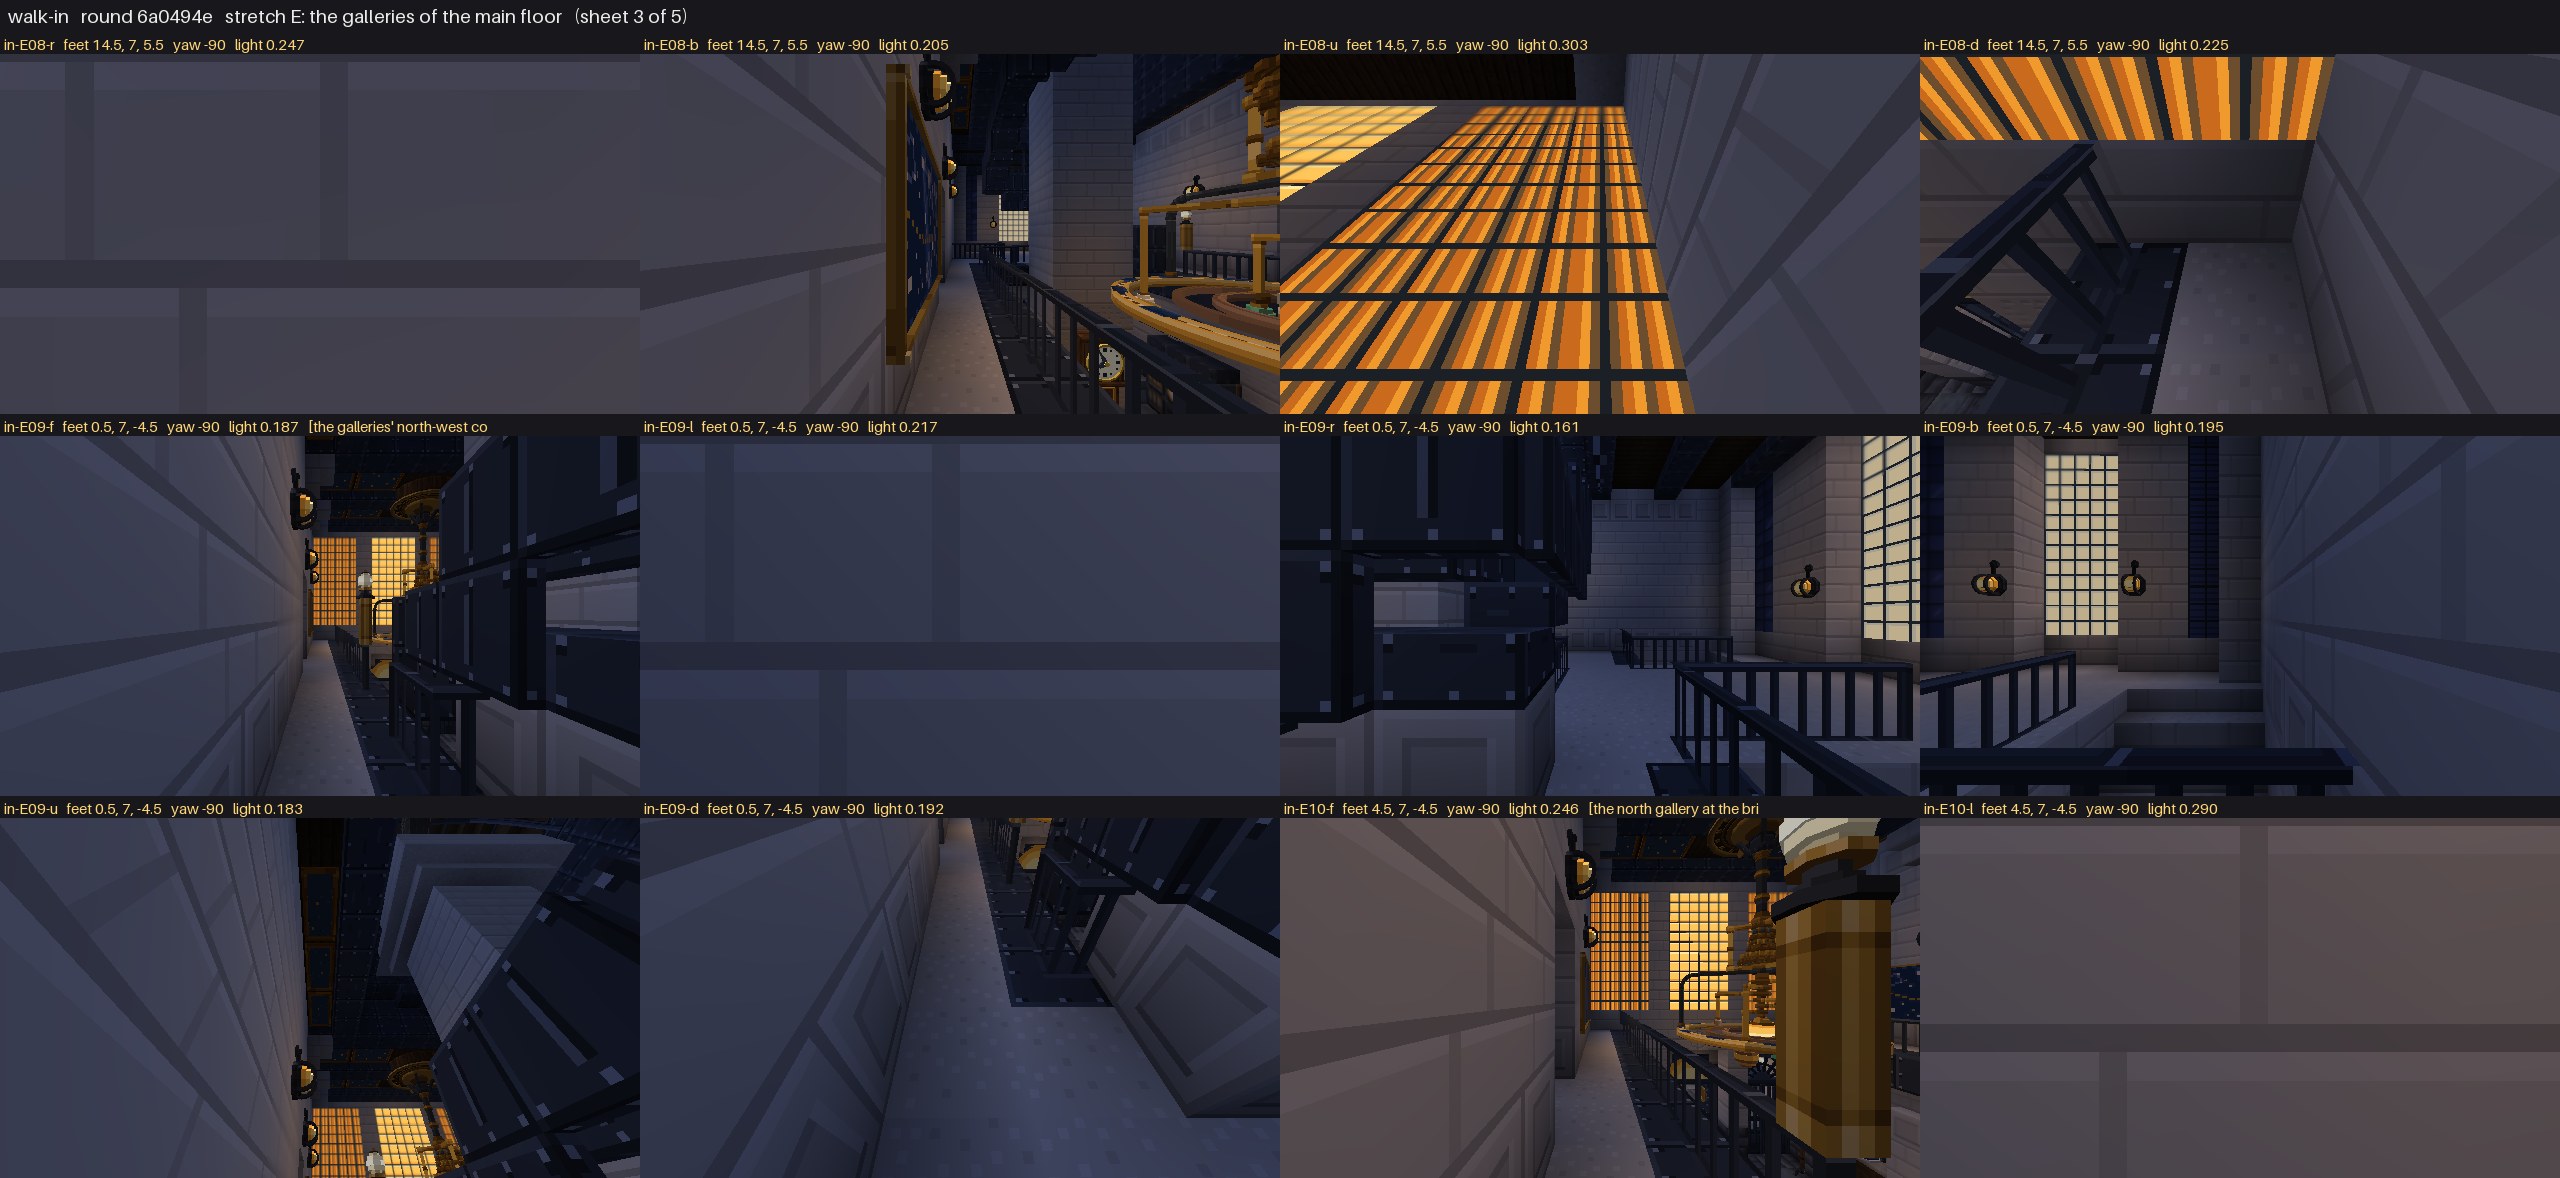 walk-in   round 6a0494e   stretch E: the galleries of the main floor   (sheet 3 of 5)
in-E08-r  feet 14.5, 7, 5.5  yaw -90  light 0.247
in-E08-b  feet 14.5, 7, 5.5  yaw -90  light 0.205
in-E08-u  feet 14.5, 7, 5.5  yaw -90  light 0.303
in-E08-d  feet 14.5, 7, 5.5  yaw -90  light 0.225
in-E09-f  feet 0.5, 7, -4.5  yaw -90  light 0.187  [the galleries' north-west co
in-E09-l  feet 0.5, 7, -4.5  yaw -90  light 0.217
in-E09-r  feet 0.5, 7, -4.5  yaw -90  light 0.161
in-E09-b  feet 0.5, 7, -4.5  yaw -90  light 0.195
in-E09-u  feet 0.5, 7, -4.5  yaw -90  light 0.183
in-E09-d  feet 0.5, 7, -4.5  yaw -90  light 0.192
in-E10-f  feet 4.5, 7, -4.5  yaw -90  light 0.246  [the north gallery at the bri
in-E10-l  feet 4.5, 7, -4.5  yaw -90  light 0.290